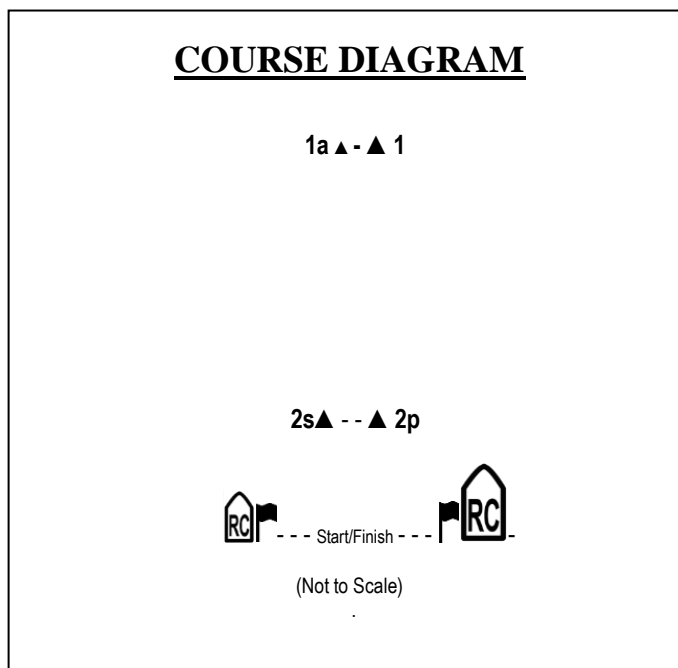 COURSE DIAGRAM
1a ▲ - ▲ 1
2s▲ - - ▲ 2p
RC - - - Start/Finish - - - RC -
(Not to Scale)
.